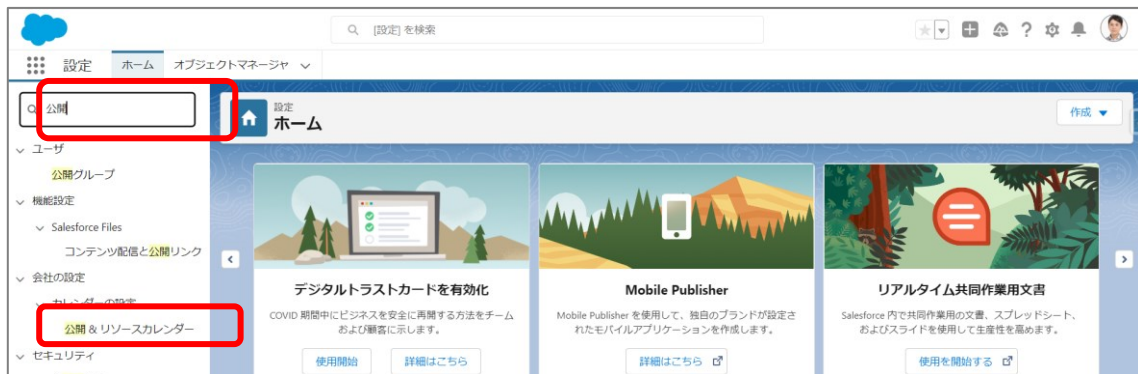 [設定] を検索
設定
ホーム
オブジェクトマネージャ
公開
ユーザ
公開グループ
機能設定
Salesforce Files
コンテンツ配信と公開リンク
会社の設定
カレンダーの設定
公開 & リソースカレンダー
セキュリティ
設定
ホーム
作成
デジタルトラストカードを有効化
COVID 期間中にビジネスを安全に再開する方法をチーム
および顧客に示します。
使用開始
詳細はこちら
Mobile Publisher
Mobile Publisher を使用して、独自のブランドが設定さ
れたモバイルアプリケーションを作成します。
詳細はこちら
リアルタイム共同作業用文書
Salesforce 内で共同作業用の文書、スプレッドシート、
およびスライドを使用して生産性を高めます。
使用を開始する